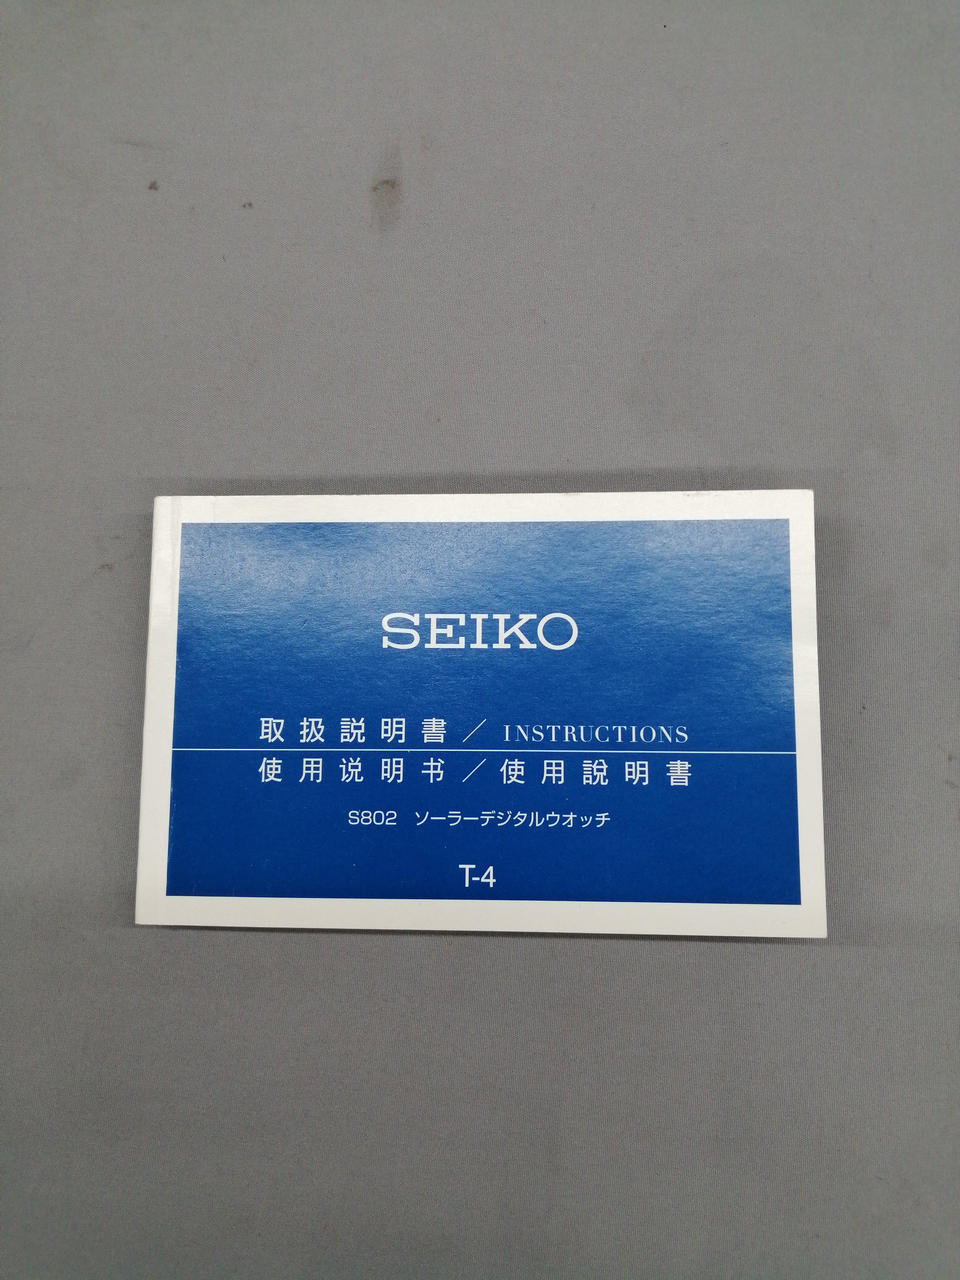 SEIKO
取扱説明書／INSTRUCTIONS
使用说明书／使用說明書
S802 ソーラーデジタルウオッチ
T-4